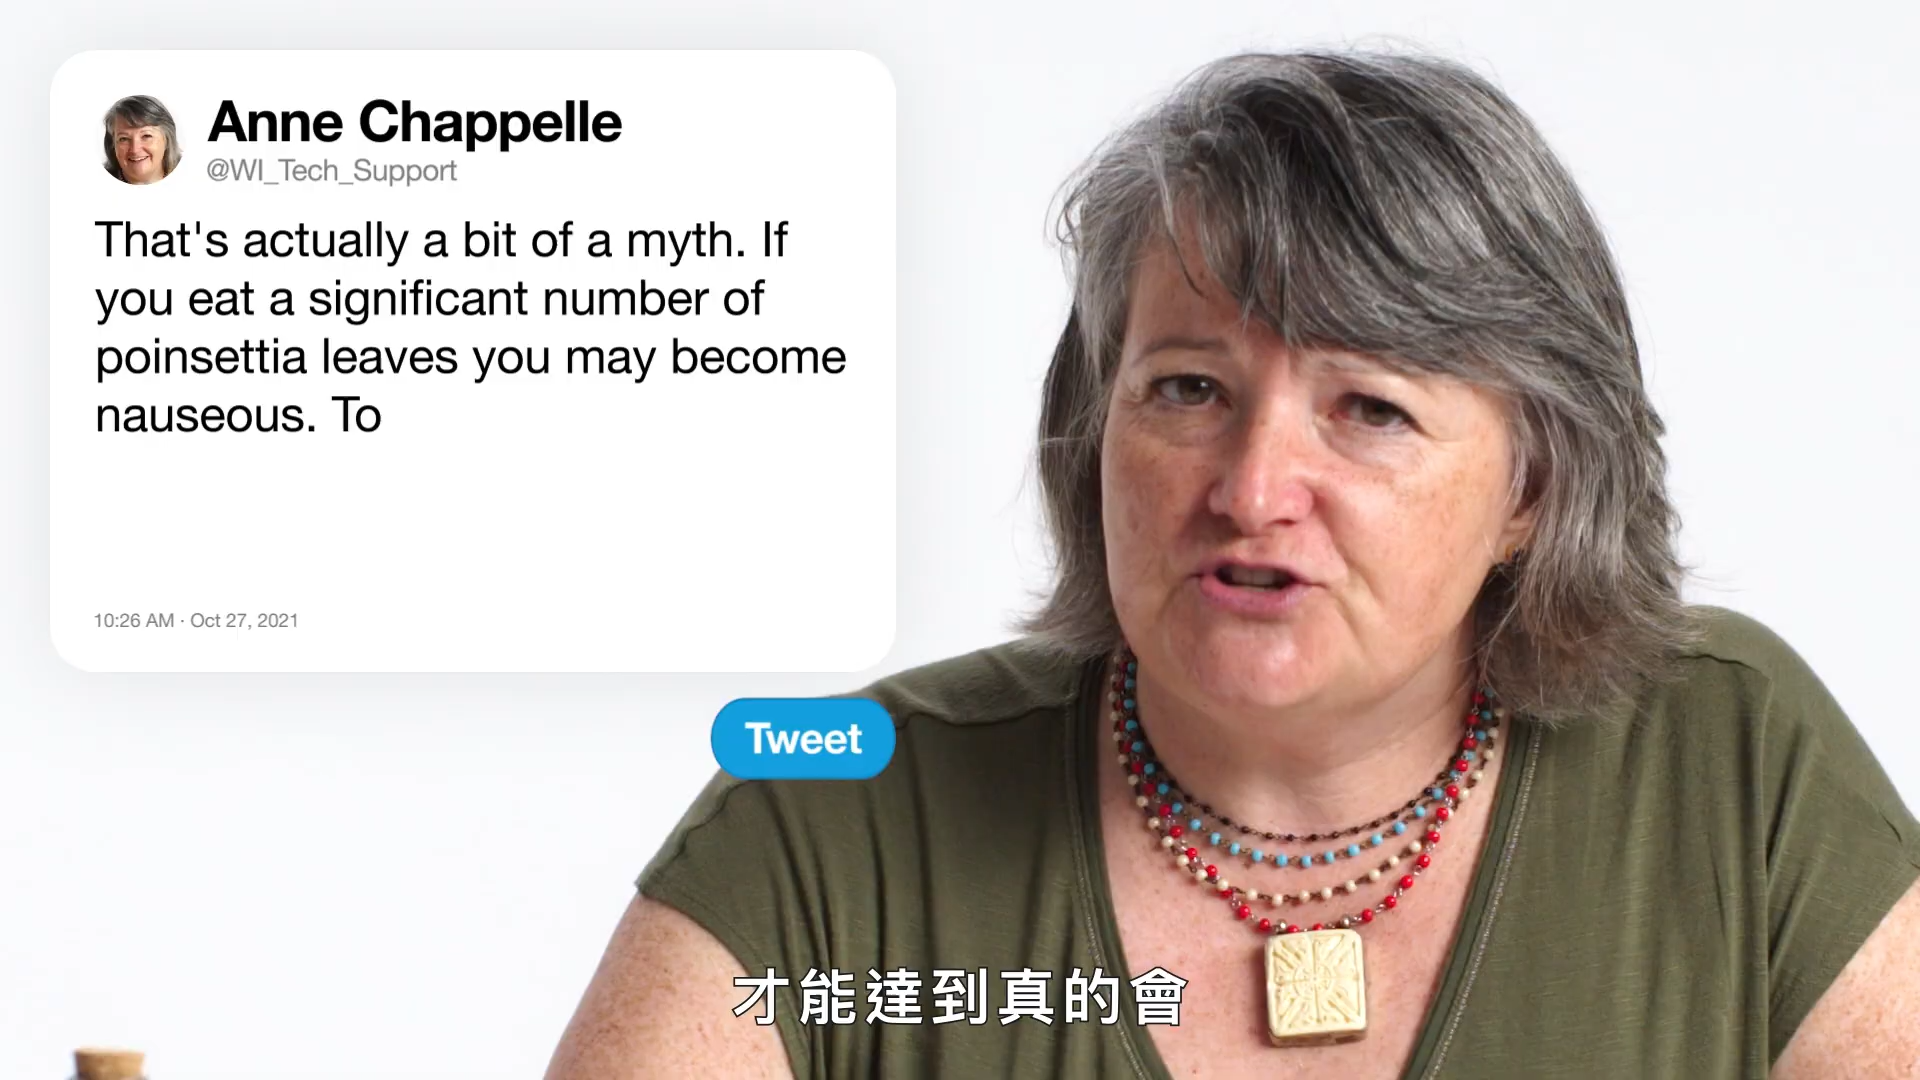 Anne Chappelle
@WI_Tech_Support
That's actually a bit of a myth. If
you eat a significant number of
poinsettia leaves you may become
nauseous. To
10:26 AM · Oct 27, 2021
Tweet
才能達到真的會